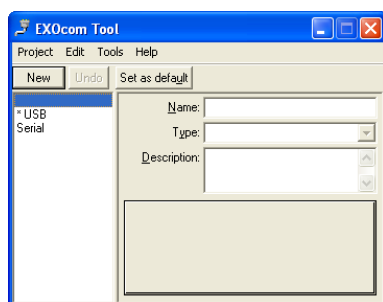 EXOcom Tool
Project Edit Tools Help
New Undo Set as default
Name:
* USB
Type:
Serial
Description: